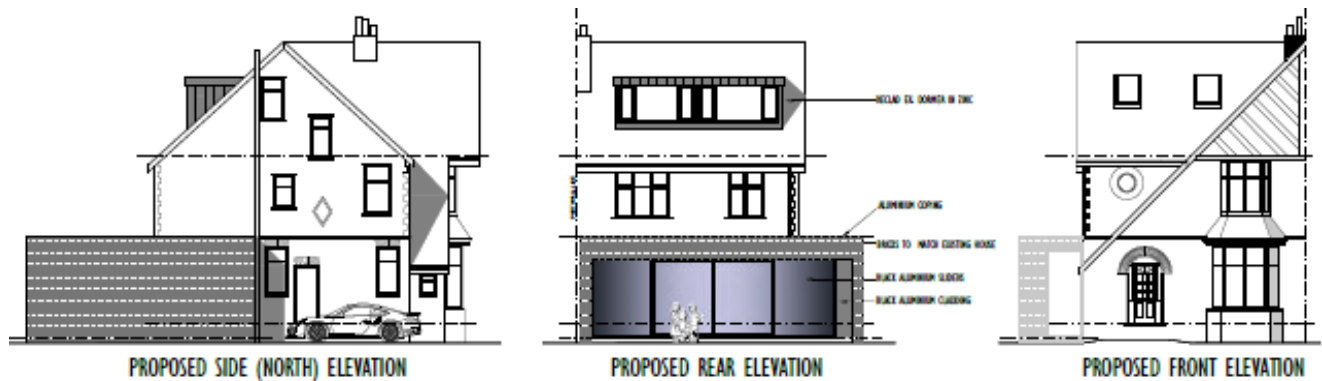 RECLAD EX. DORMER IN ZINC
ALUMINIUM COPING
BRICKS TO MATCH EXISTING HOUSE
BLACK ALUMINIUM SLIDERS
BLACK ALUMINIUM CLADDING
PROPOSED SIDE (NORTH) ELEVATION
PROPOSED REAR ELEVATION
PROPOSED FRONT ELEVATION